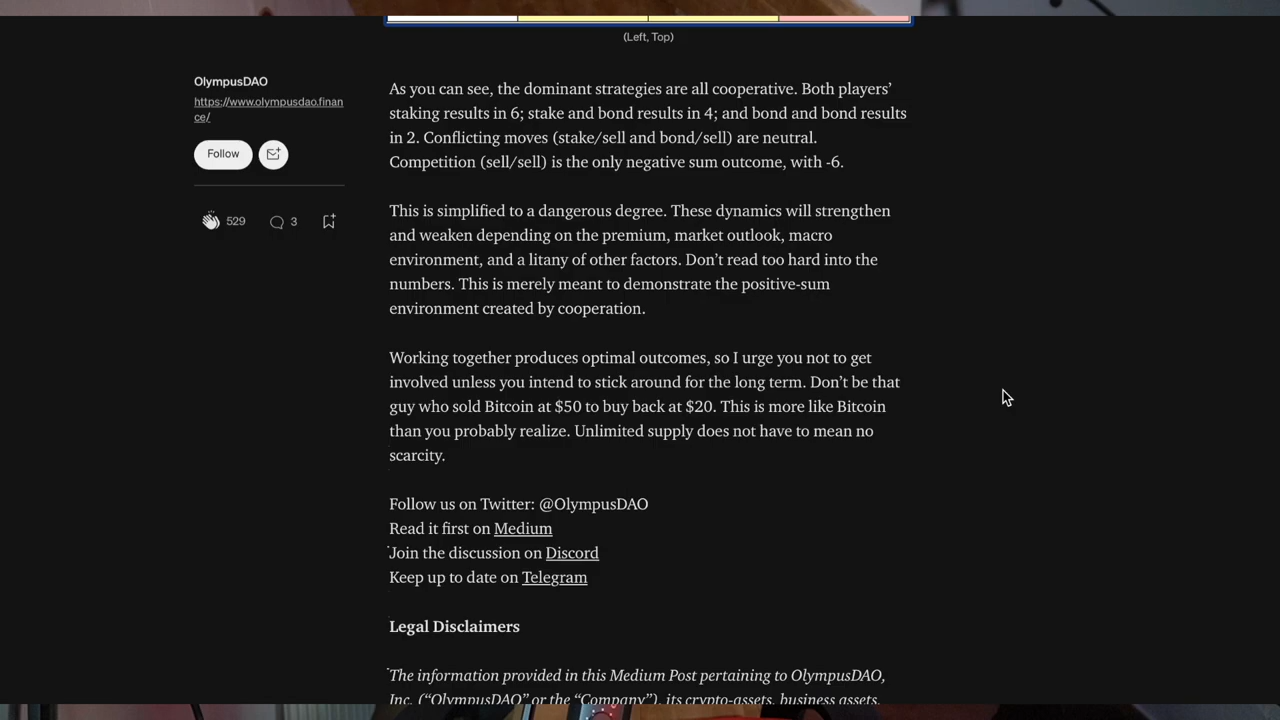 (Left, Top)
OlympusDAO
https://www.olympusdao.finan
ce/
Follow
529
3
As you can see, the dominant strategies are all cooperative. Both players’
staking results in 6; stake and bond results in 4; and bond and bond results
in 2. Conflicting moves (stake/sell and bond/sell) are neutral.
Competition (sell/sell) is the only negative sum outcome, with -6.
This is simplified to a dangerous degree. These dynamics will strengthen
and weaken depending on the premium, market outlook, macro
environment, and a litany of other factors. Don’t read too hard into the
numbers. This is merely meant to demonstrate the positive-sum
environment created by cooperation.
Working together produces optimal outcomes, so I urge you not to get
involved unless you intend to stick around for the long term. Don’t be that
guy who sold Bitcoin at $50 to buy back at $20. This is more like Bitcoin
than you probably realize. Unlimited supply does not have to mean no
scarcity.
Follow us on Twitter: @OlympusDAO
Read it first on Medium
Join the discussion on Discord
Keep up to date on Telegram
Legal Disclaimers
The information provided in this Medium Post pertaining to OlympusDAO,
Inc. (“OlympusDAO” or the “Company”), its crypto-assets, business assets,